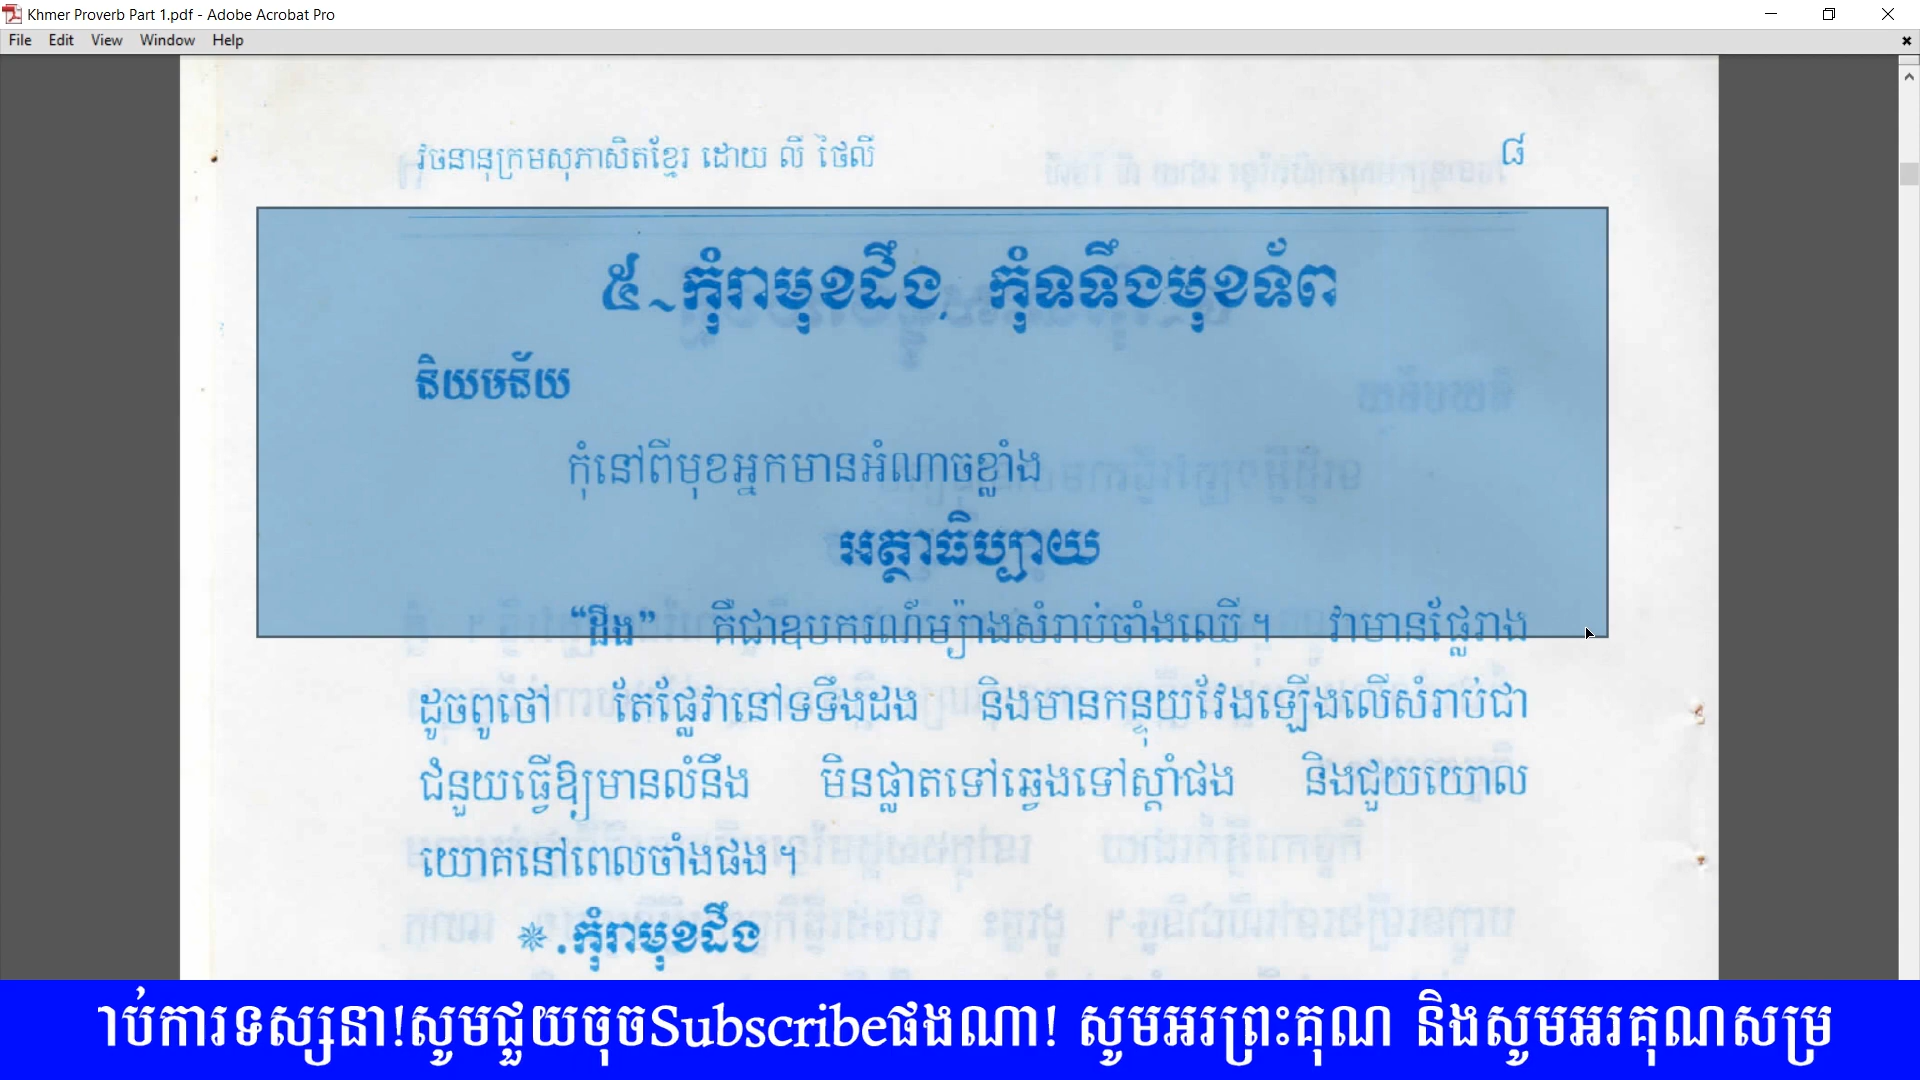 Khmer Proverb Part 1.pdf - Adobe Acrobat Pro
File Edit View Window Help
វចនានុក្រមសុភាសិតខ្មែរ ដោយ លី ថៃលី ៨
៥~កុំរាមុខដឹង, កុំទទឹងមុខទ័ព
និយមន័យ
កុំនៅពីមុខអ្នកមានអំណាចខ្លាំង
អត្ថាធិប្បាយ
“ដឹង” គឺជាឧបករណ៍ម្យ៉ាងសំរាប់ចាំងឈើ ។ វាមានផ្លែរាង
ដូចពូថៅ តែផ្លែវានៅទទឹងដង និងមានកន្ទុយវែងឡើងលើសំរាប់ជា
ជំនួយធ្វើឱ្យមានលំនឹង មិនផ្លាតទៅឆ្វេងទៅស្ដាំផង និងជួយយោល
យោគនៅពេលចាំងផង ។
* . កុំរាមុខដឹង
ាប់ការទស្សនា!សូមជួយចុចSubscribeផងណា! សូមអរព្រះគុណ និងសូមអរគុណសម្រ